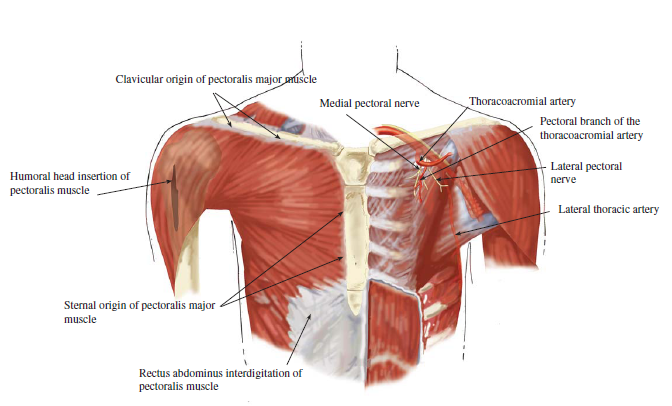 Clavicular origin of pectoralis major muscle
Medial pectoral nerve
Thoracoacromial artery
Pectoral branch of the
thoracoacromial artery
Lateral pectoral
nerve
Humoral head insertion of
pectoralis muscle
Lateral thoracic artery
Sternal origin of pectoralis major
muscle
Rectus abdominus interdigitation of
pectoralis muscle